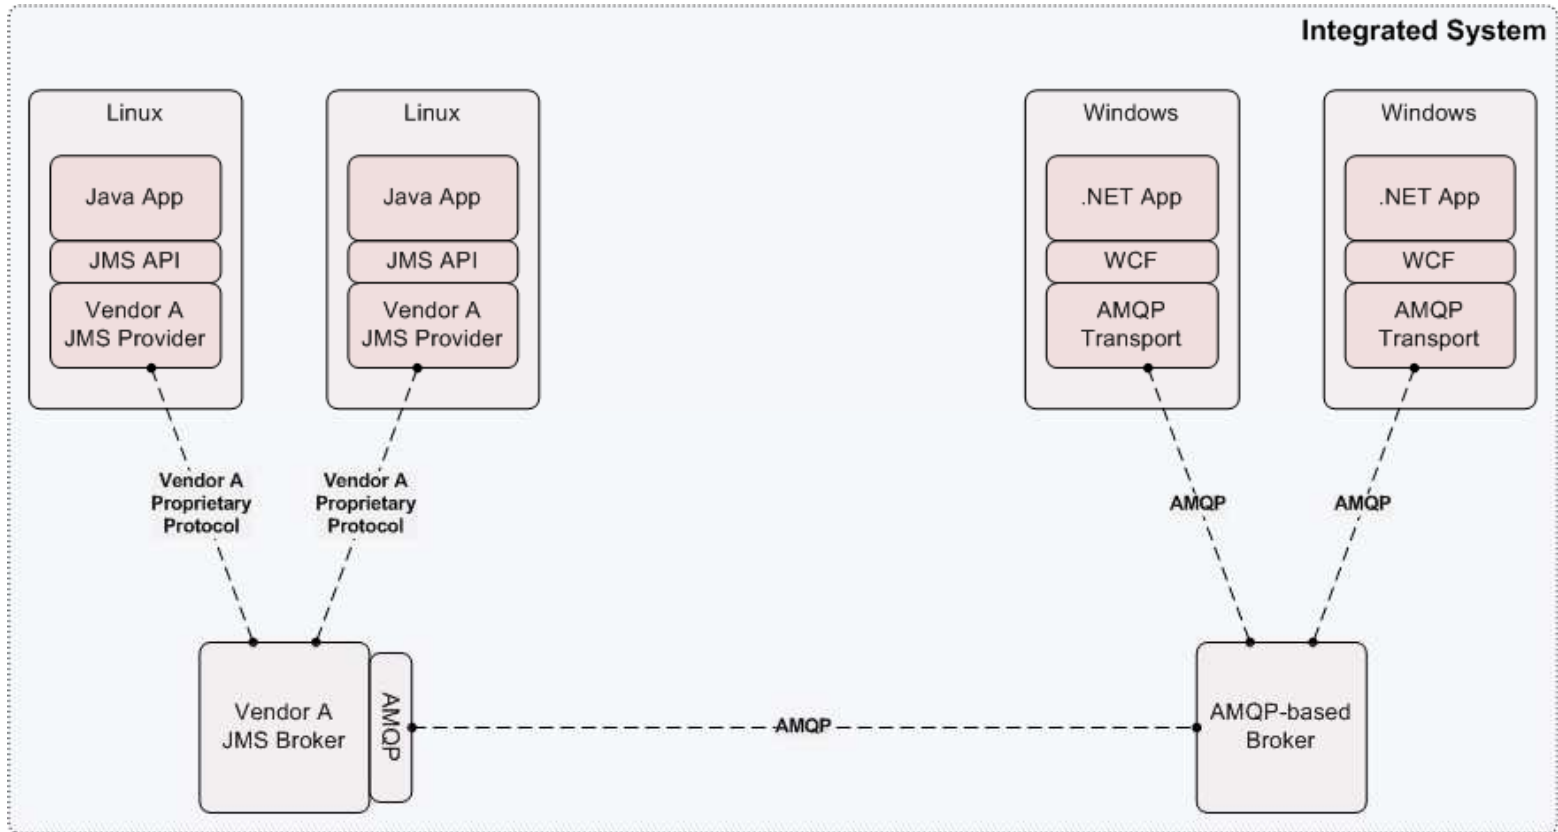 Integrated System
Linux
Java App
JMS API
Vendor A
JMS Provider
Linux
Java App
JMS API
Vendor A
JMS Provider
Windows
.NET App
WCF
AMQP
Transport
Windows
.NET App
WCF
AMQP
Transport
Vendor A
Proprietary
Protocol
Vendor A
Proprietary
Protocol
AMQP
AMQP
Vendor A
JMS Broker
AMQP
AMQP
AMQP-based
Broker